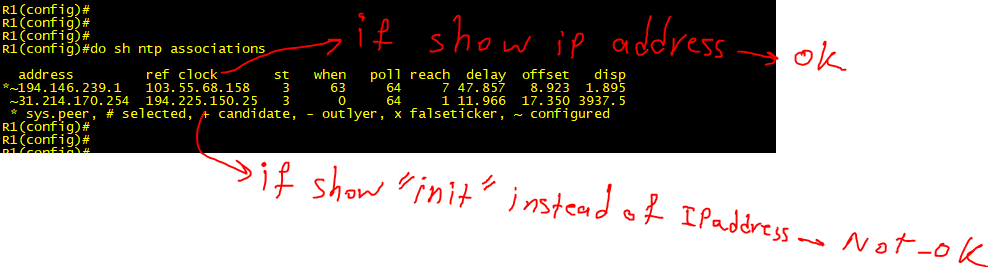 R1(config)#
R1(config)#
R1(config)#
R1(config)#do sh ntp associations
if show ip address → ok
address ref clock st when poll reach delay offset disp
*~194.146.239.1 103.55.68.158 3 63 64 7 47.857 8.923 1.895
~31.214.170.254 194.225.150.25 3 0 64 1 11.966 17.350 3937.5
* sys.peer, # selected, + candidate, - outlyer, x falseticker, ~ configured
R1(config)#
R1(config)#
R1(config)#
if show "init" instead of IPaddress → Not-ok